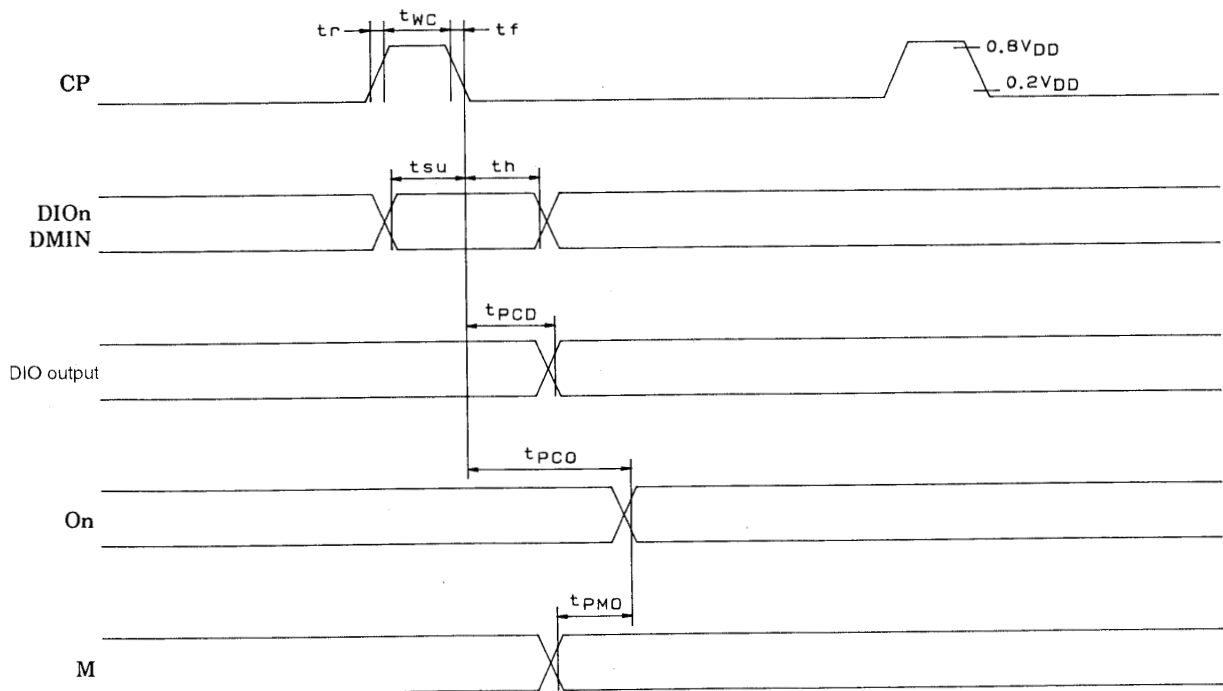 tr tWC tf
CP
0.8VDD
0.2VDD
tsu th
DIOn
DMIN
tPCD
DIO output
tPCO
On
tPMO
M